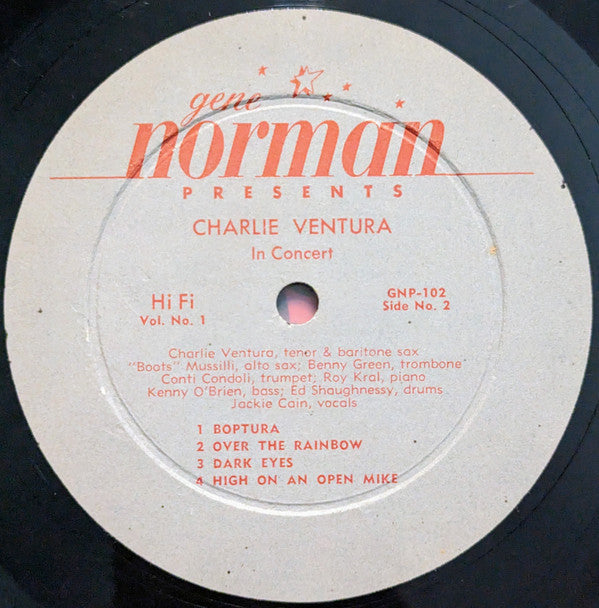 gene
norman
PRESENTS
CHARLIE VENTURA
In Concert
Hi Fi
Vol. No. 1
GNP-102
Side No. 2
Charlie Ventura, tenor & baritone sax
"Boots" Mussilli, alto sax; Benny Green, trombone
Conti Condoli, trumpet; Roy Kral, piano
Kenny O'Brien, bass; Ed Shaughnessy, drums
Jackie Cain, vocals
1 BOPTURA
2 OVER THE RAINBOW
3 DARK EYES
4 HIGH ON AN OPEN MIKE